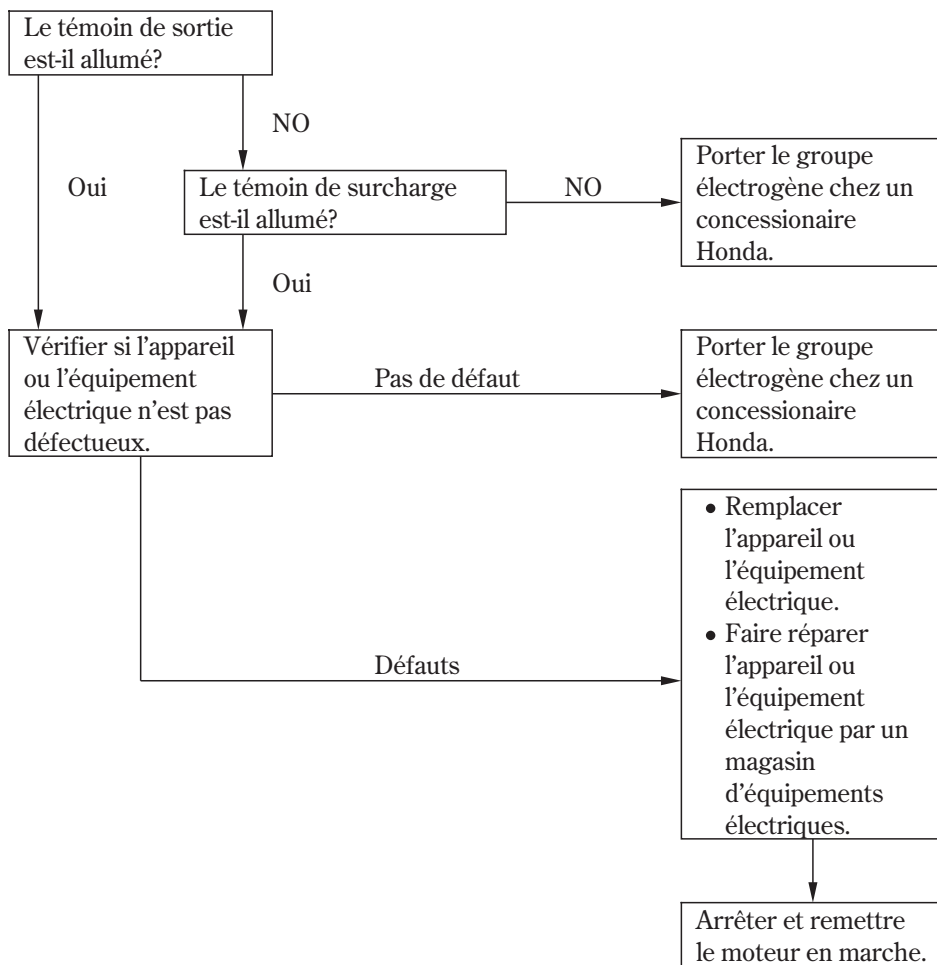 Le témoin de sortie
est-il allumé?
NO
Oui
Le témoin de surcharge
est-il allumé?
NO
Porter le groupe
électrogène chez un
concessionaire
Honda.
Oui
Vérifier si l'appareil
ou l'équipement
électrique n'est pas
défectueux.
Pas de défaut
Porter le groupe
électrogène chez un
concessionaire
Honda.
Défauts
● Remplacer
l'appareil ou
l'équipement
électrique.
● Faire réparer
l'appareil ou
l'équipement
électrique par un
magasin
d'équipements
électriques.
Arrêter et remettre
le moteur en marche.